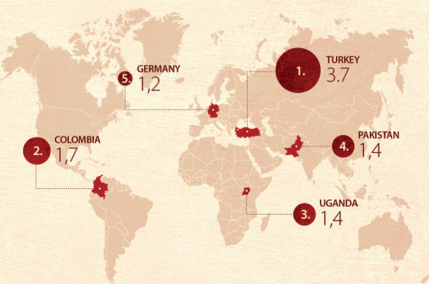 1.
TURKEY
3.7
2.
COLOMBIA
1,7
3.
UGANDA
1,4
4.
PAKISTAN
1,4
5.
GERMANY
1,2